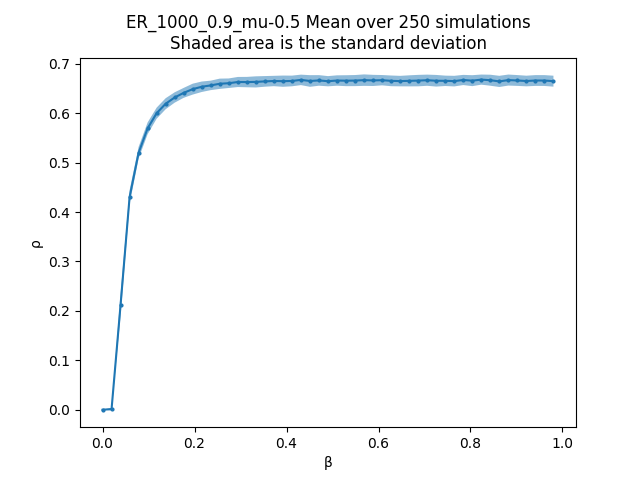 ER_1000_0.9_mu-0.5 Mean over 250 simulations
Shaded area is the standard deviation
0.7
0.6
0.5
0.4
0.3
0.2
0.1
0.0
ρ
0.0 0.2 0.4 0.6 0.8 1.0
β